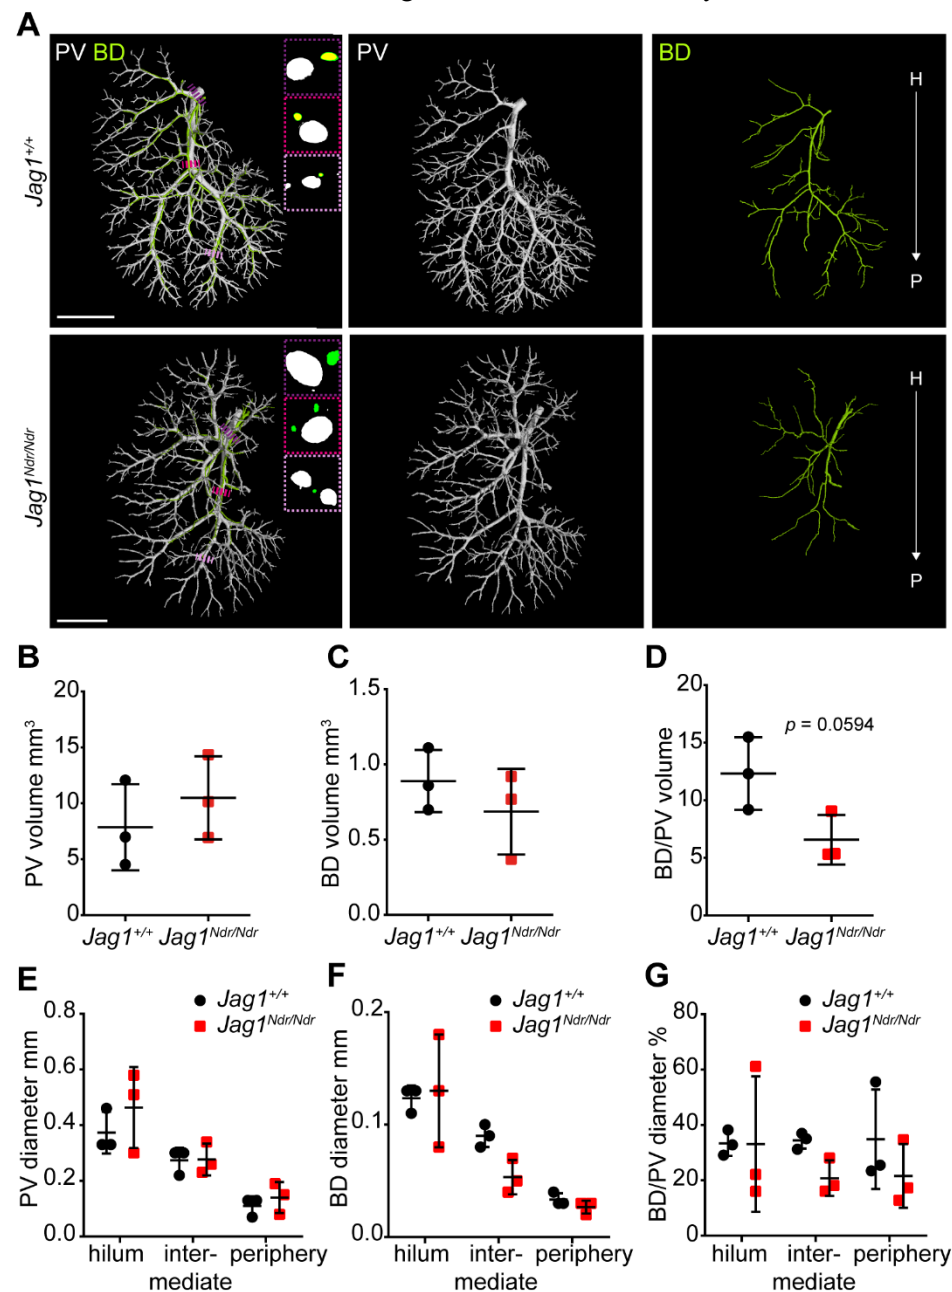 A
PV BD
PV
BD
Jag1+/+
H
P
Jag1Ndr/Ndr
H
P
B
PV volume mm3
20
15
10
5
0
Jag1+/+ Jag1Ndr/Ndr
C
BD volume mm3
1.5
1.0
0.5
0.0
Jag1+/+ Jag1Ndr/Ndr
D
BD/PV volume
20
15
10
5
0
p = 0.0594
Jag1+/+ Jag1Ndr/Ndr
E
PV diameter mm
0.8
0.6
0.4
0.2
0.0
Jag1+/+
Jag1Ndr/Ndr
hilum inter- periphery
mediate
F
BD diameter mm
0.2
0.1
0.0
Jag1+/+
Jag1Ndr/Ndr
hilum inter- periphery
mediate
G
BD/PV diameter %
80
60
40
20
0
Jag1+/+
Jag1Ndr/Ndr
hilum inter- periphery
mediate